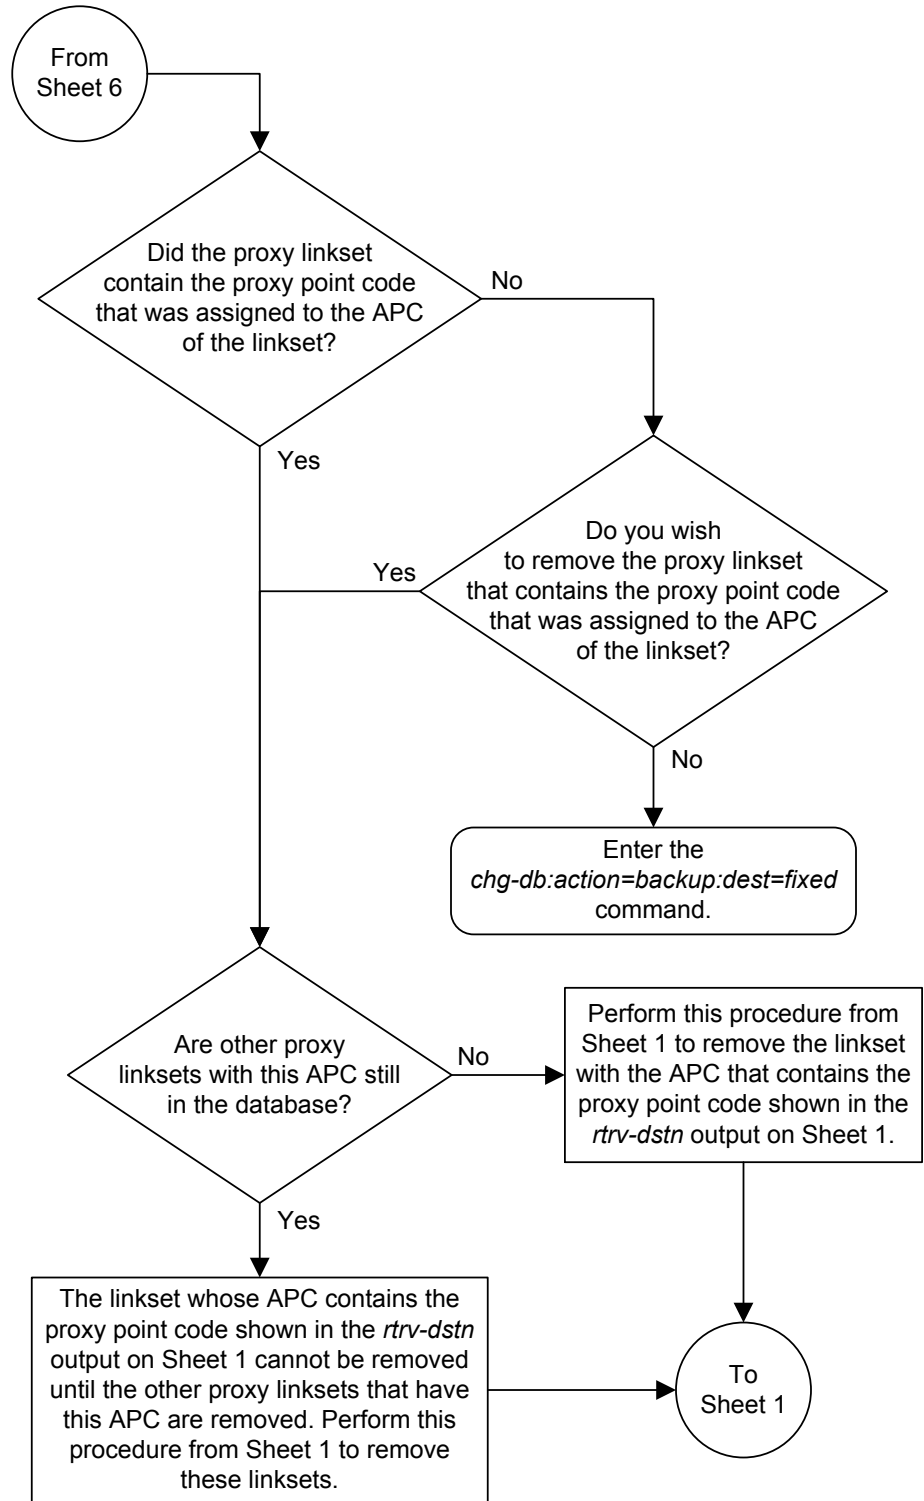 From
Sheet 6
Did the proxy linkset
contain the proxy point code
that was assigned to the APC
of the linkset?
No
Yes
Do you wish
to remove the proxy linkset
that contains the proxy point code
that was assigned to the APC
of the linkset?
Yes
No
Enter the
chg-db:action=backup:dest=fixed
command.
Are other proxy
linksets with this APC still
in the database?
No
Perform this procedure from
Sheet 1 to remove the linkset
with the APC that contains the
proxy point code shown in the
rtrv-dstn output on Sheet 1.
Yes
The linkset whose APC contains the
proxy point code shown in the rtrv-dstn
output on Sheet 1 cannot be removed
until the other proxy linksets that have
this APC are removed. Perform this
procedure from Sheet 1 to remove
these linksets.
To
Sheet 1